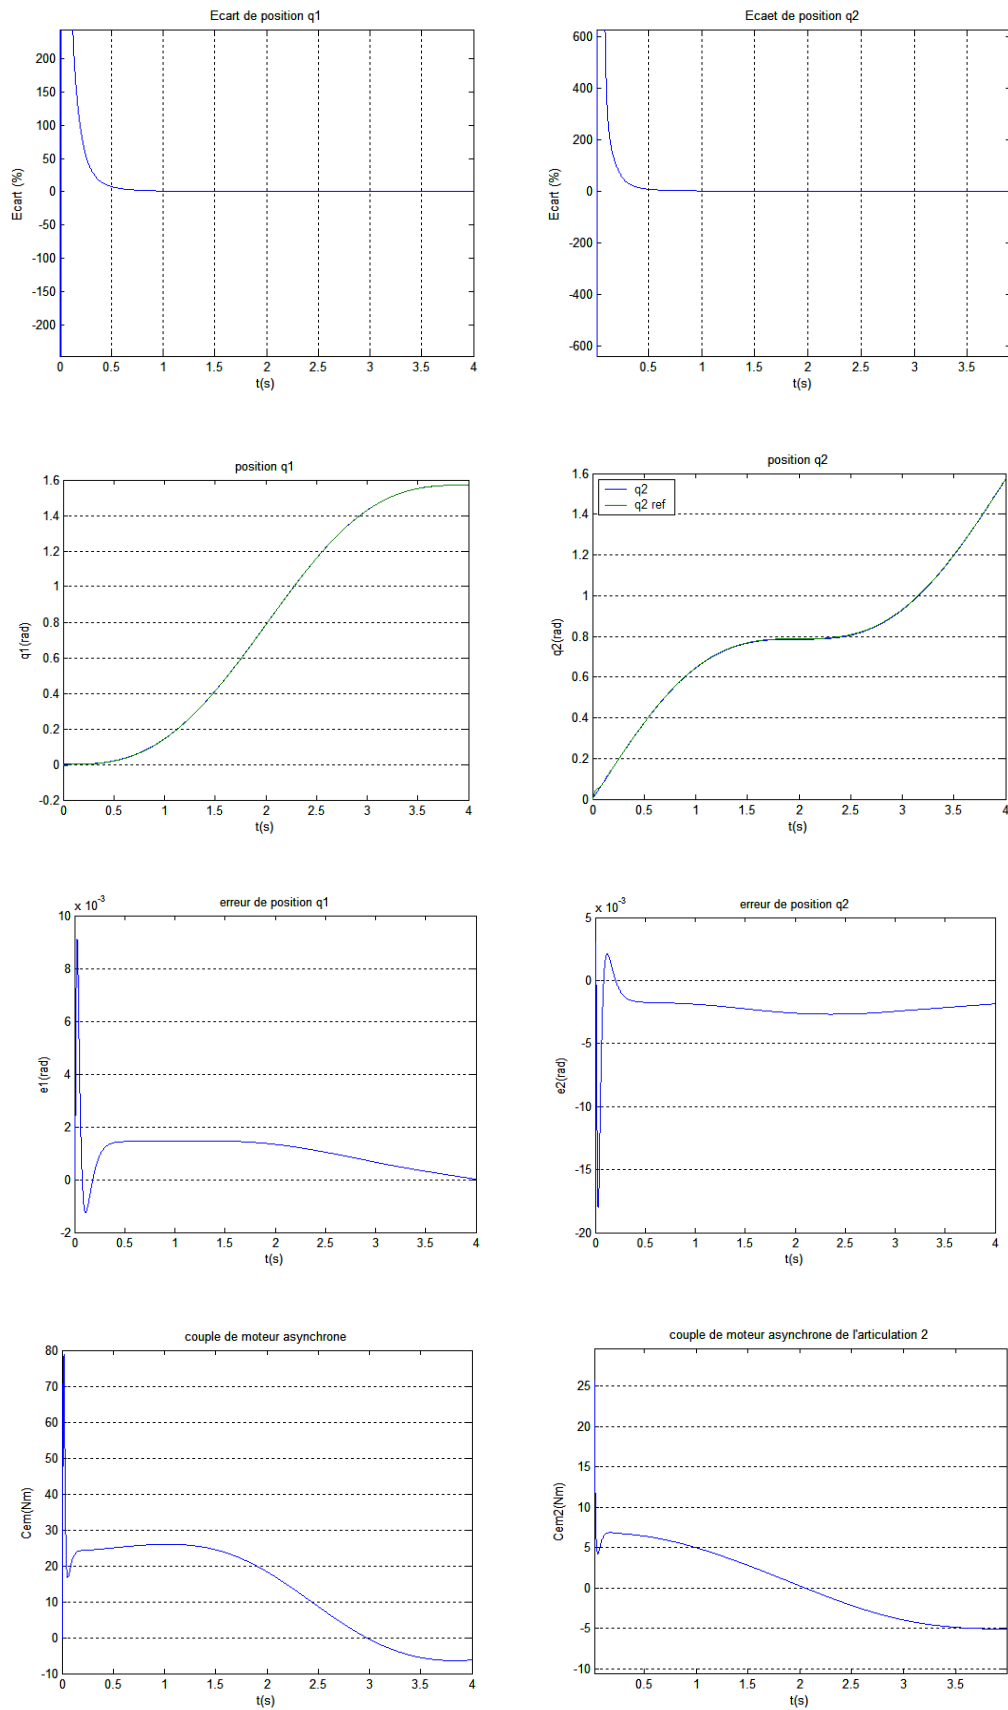 Ecart de position q1
200
150
100
50
0
-50
-100
-150
-200
Ecart (%)
0 0.5 1 1.5 2 2.5 3 3.5 4
t(s)
Ecaet de position q2
600
400
200
0
-200
-400
-600
Ecart (%)
0.5 1 1.5 2 2.5 3 3.5
t(s)
position q1
1.6
1.4
1.2
1
0.8
0.6
0.4
0.2
0
-0.2
q1(rad)
0 0.5 1 1.5 2 2.5 3 3.5 4
t(s)
position q2
q2
q2 ref
1.6
1.4
1.2
1
0.8
0.6
0.4
0.2
0
q2(rad)
0 0.5 1 1.5 2 2.5 3 3.5 4
t(s)
erreur de position q1
x 10-3
10
8
6
4
2
0
-2
e1(rad)
0 0.5 1 1.5 2 2.5 3 3.5 4
t(s)
erreur de position q2
x 10-3
5
0
-5
-10
-15
-20
e2(rad)
0 0.5 1 1.5 2 2.5 3 3.5 4
t(s)
couple de moteur asynchrone
80
70
60
50
40
30
20
10
0
-10
Cem(Nm)
0 0.5 1 1.5 2 2.5 3 3.5 4
t(s)
couple de moteur asynchrone de l'articulation 2
25
20
15
10
5
0
-5
-10
Cem2(Nm)
0.5 1 1.5 2 2.5 3 3.5
t(s)